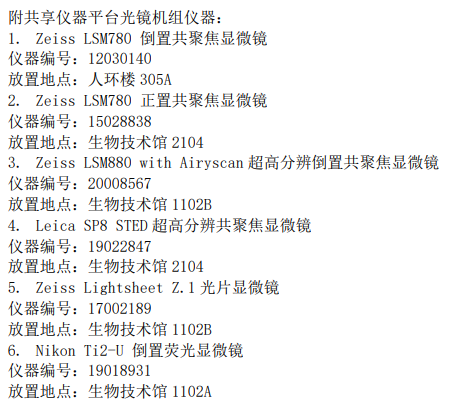 附共享仪器平台光镜机组仪器：
1. Zeiss LSM780 倒置共聚焦显微镜
仪器编号：12030140
放置地点：人环楼 305A
2. Zeiss LSM780 正置共聚焦显微镜
仪器编号：15028838
放置地点：生物技术馆 2104
3. Zeiss LSM880 with Airyscan 超高分辨倒置共聚焦显微镜
仪器编号：20008567
放置地点：生物技术馆 1102B
4. Leica SP8 STED 超高分辨共聚焦显微镜
仪器编号：19022847
放置地点：生物技术馆 2104
5. Zeiss Lightsheet Z.1 光片显微镜
仪器编号：17002189
放置地点：生物技术馆 1102B
6. Nikon Ti2-U 倒置荧光显微镜
仪器编号：19018931
放置地点：生物技术馆 1102A